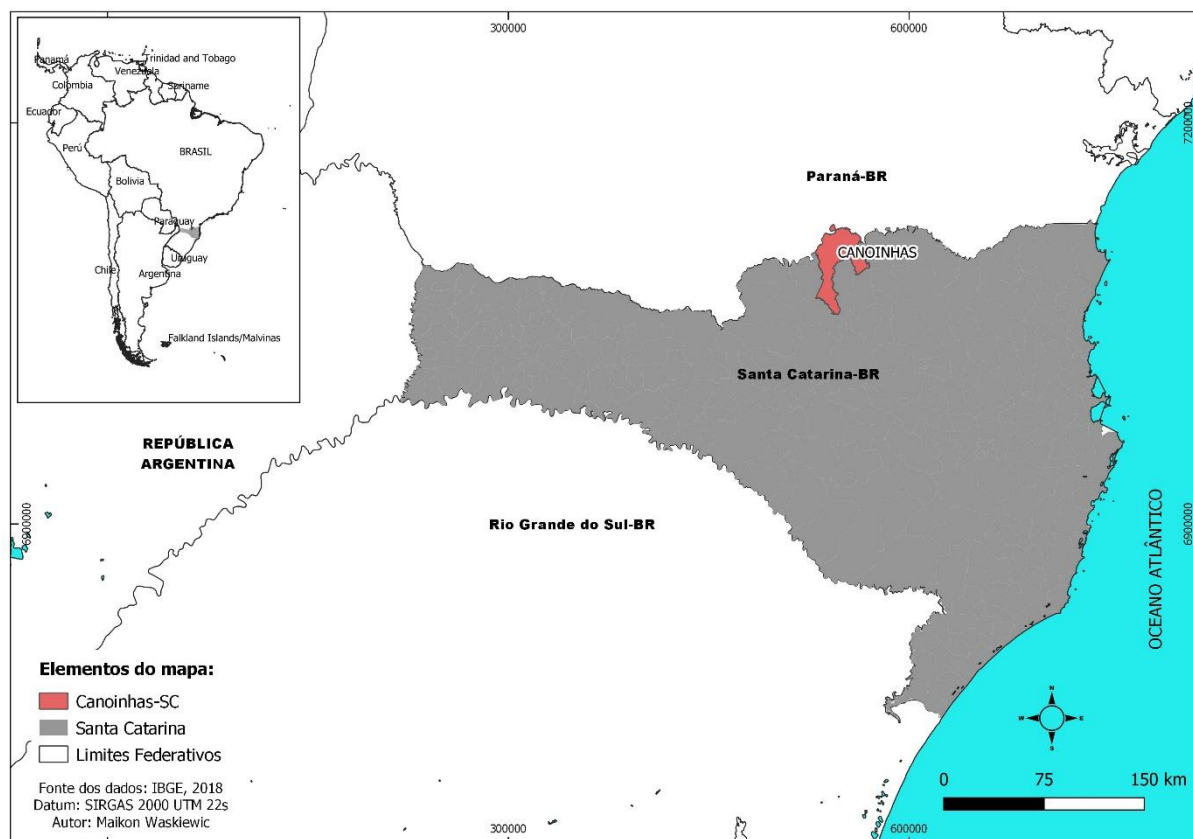 300000
600000
Panamá
Trinidad and Tobago
Venezuela
Colombia
Suriname
Ecuador
Perú
BRASIL
Bolivia
Paraguay
Uruguay
Chile
Argentina
Falkland Islands/Malvinas
7200000
Paraná-BR
CANOINHAS
Santa Catarina-BR
REPÚBLICA
ARGENTINA
Rio Grande do Sul-BR
6900000
6900000
OCEANO ATLÂNTICO
Elementos do mapa:
Canoinhas-SC
Santa Catarina
Limites Federativos
Fonte dos dados: IBGE, 2018
Datum: SIRGAS 2000 UTM 22s
Autor: Maikon Waskiewic
N
W
E
S
0 75 150 km
300000
600000